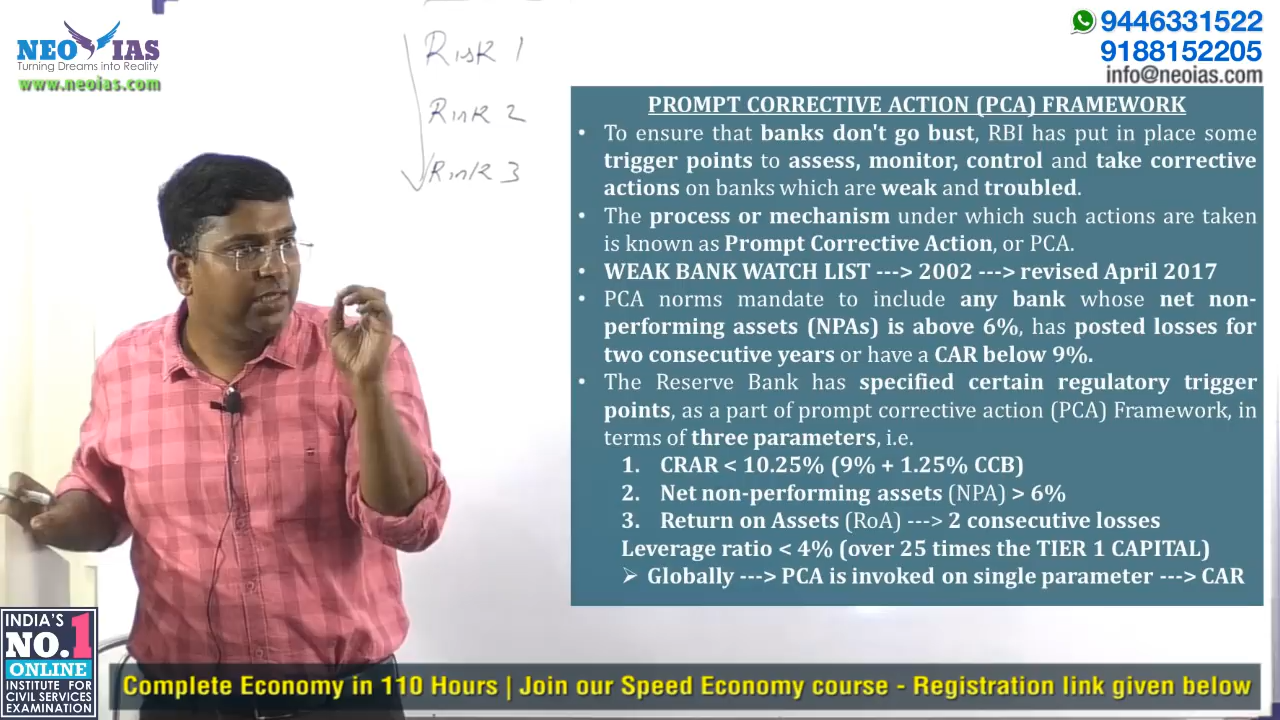 NEO IAS
Turning Dreams into Reality
www.neoias.com
9446331522
9188152205
info@neoias.com
Risk 1
Risk 2
Risk 3
PROMPT CORRECTIVE ACTION (PCA) FRAMEWORK
• To ensure that banks don't go bust, RBI has put in place some
trigger points to assess, monitor, control and take corrective
actions on banks which are weak and troubled.
• The process or mechanism under which such actions are taken
is known as Prompt Corrective Action, or PCA.
• WEAK BANK WATCH LIST ---> 2002 ---> revised April 2017
• PCA norms mandate to include any bank whose net non-
performing assets (NPAs) is above 6%, has posted losses for
two consecutive years or have a CAR below 9%.
• The Reserve Bank has specified certain regulatory trigger
points, as a part of prompt corrective action (PCA) Framework, in
terms of three parameters, i.e.
1. CRAR < 10.25% (9% + 1.25% CCB)
2. Net non-performing assets (NPA) > 6%
3. Return on Assets (RoA) ---> 2 consecutive losses
Leverage ratio < 4% (over 25 times the TIER 1 CAPITAL)
➢ Globally ---> PCA is invoked on single parameter ---> CAR
INDIA'S
NO.1
ONLINE
INSTITUTE FOR
CIVIL SERVICES
EXAMINATION
Complete Economy in 110 Hours | Join our Speed Economy course - Registration link given below